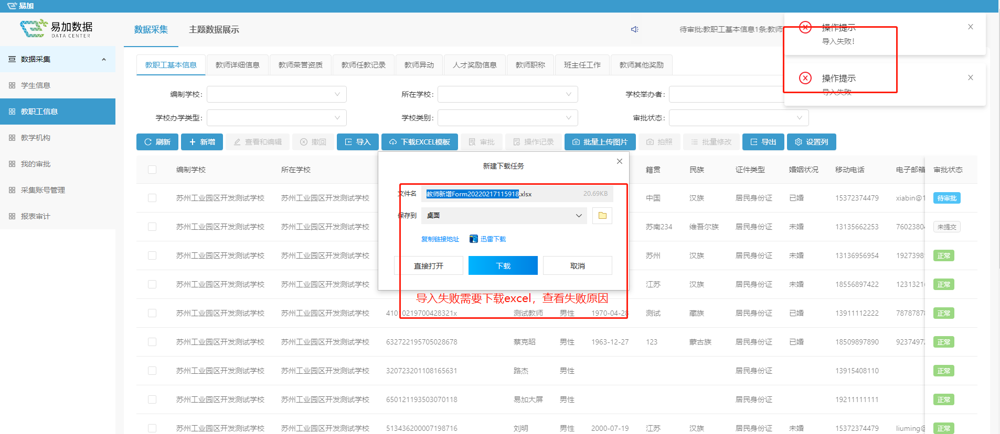 易加
易加数据
DATA CENTER
数据采集 主题数据展示
待审批:教职工基本信息1条;教师
操作提示 X
导入失败!
操作提示 X
导入失败
数据采集
学生信息
教职工信息
教学机构
我的审批
采集账号管理
报表审计
教职工基本信息 教师详细信息 教师荣誉资质 教师任教记录 教师异动 人才奖励信息 教师职称 班主任工作 教师其他奖励
编制学校: 所在学校: 学校举办者:
学校办学类型: 学校类别: 审批状态:
刷新 新增 查看和编辑 撤回 导入 下载EXCEL模板 审批 操作记录 批量上传图片 拍照 批量修改 导出 设置列
编制学校 所在学校 籍贯 民族 证件类型 婚姻状况 移动电话 电子邮箱 审批状态
苏州工业园区开发测试学校 苏州工业园区开发测试学校 中国 汉族 居民身份证 已婚 15372374479 xiabin@1 待审批
苏州工业园区开发测试学校 苏州工业园区开发测试学校 苏南234 维吾尔族 居民身份证 未婚 13135662253 7602380 未提交
苏州工业园区开发测试学校 苏州工业园区开发测试学校 苏州 汉族 居民身份证 未婚 13136956954 1927398 正常
苏州工业园区开发测试学校 苏州工业园区开发测试学校 江苏 汉族 居民身份证 未婚 18556897422 1231321 正常
苏州工业园区开发测试学校 苏州工业园区开发测试学校 41010219700428321x 测试教师 男性 1970-04-28 测试 藏族 居民身份证 已婚 13911112222 7878787 正常
苏州工业园区开发测试学校 苏州工业园区开发测试学校 632722195705028678 蔡克昭 男性 1963-12-27 123 蒙古族 居民身份证 已婚 18509897890 9237497 正常
苏州工业园区开发测试学校 苏州工业园区开发测试学校 320723201108165631 路杰 男性 居民身份证 13915408110 正常
苏州工业园区开发测试学校 苏州工业园区开发测试学校 650121193503070118 易加大屏 男性 居民身份证 19211111111 正常
苏州工业园区开发测试学校 苏州工业园区开发测试学校 513436200007198716 刘明 男性 2000-07-19 江苏 汉族 居民身份证 未婚 15372374479 liuming@ 正常
新建下载任务
文件名 教师新增Form20220217115918.xlsx 20.69KB
保存到 桌面
复制链接地址 迅雷下载
直接打开 下载 取消
导入失败需要下载excel，查看失败原因